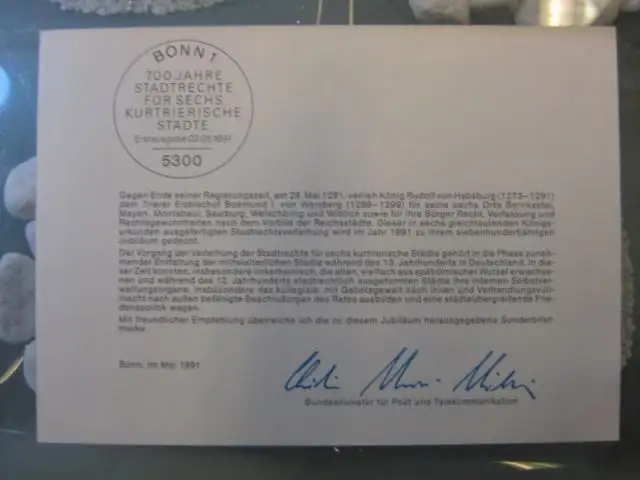 BONN 1
700 JAHRE
STADTRECHTE
FÜR SECHS
KURTRIERISCHE
STÄDTE
Erstausgabe 02.05.1991
5300
Gegen Ende seiner Regierungszeit, am 29. Mai 1291, verlieh König Rudolf von Habsburg (1273–1291)
dem Trierer Erzbischof Boemund I. von Warsberg (1289–1299) für seine sechs Orte Bernkastel,
Mayen, Montabaur, Saarburg, Welschbillig und Wittlich sowie für ihre Bürger Recht, Verfassung und
Rechtsgewohnheiten nach dem Vorbild der Reichsstädte. Dieser in sechs gleichlautenden Königs-
urkunden ausgefertigten Stadtrechtsverleihung wird im Jahr 1991 zu ihrem siebenhundertjährigen
Jubiläum gedacht.
Der Vorgang der Verleihung der Stadtrechte für sechs kurtrierische Städte gehört in die Phase zuneh-
mender Entfaltung der mittelalterlichen Städte während des 13. Jahrhunderts in Deutschland. In die-
ser Zeit konnten, insbesondere linksrheinisch, die alten, vielfach aus spätrömischer Wurzel erwachse-
nen und während des 12. Jahrhunderts stadtrechtlich ausgeformten Städte ihre internen Selbstver-
waltungsorgane, insbesondere das kollegiale, mit Gebotsgewalt nach innen und Verhandlungsvoll-
macht nach außen befähigte Beschlußorgan des Rates ausbilden und eine städteübergreifende Frie-
denspolitik wagen.
Mit freundlicher Empfehlung überreiche ich die zu diesem Jubiläum herausgegebene Sonderbrief-
marke.
Bonn, im Mai 1991
Bundesminister für Post und Telekommunikation